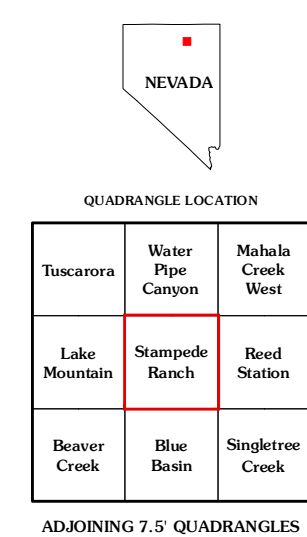 NEVADA
QUADRANGLE LOCATION
Tuscarora
Water
Pipe
Canyon
Mahala
Creek
West
Lake
Mountain
Stampede
Ranch
Reed
Station
Beaver
Creek
Blue
Basin
Singletree
Creek
ADJOINING 7.5' QUADRANGLES